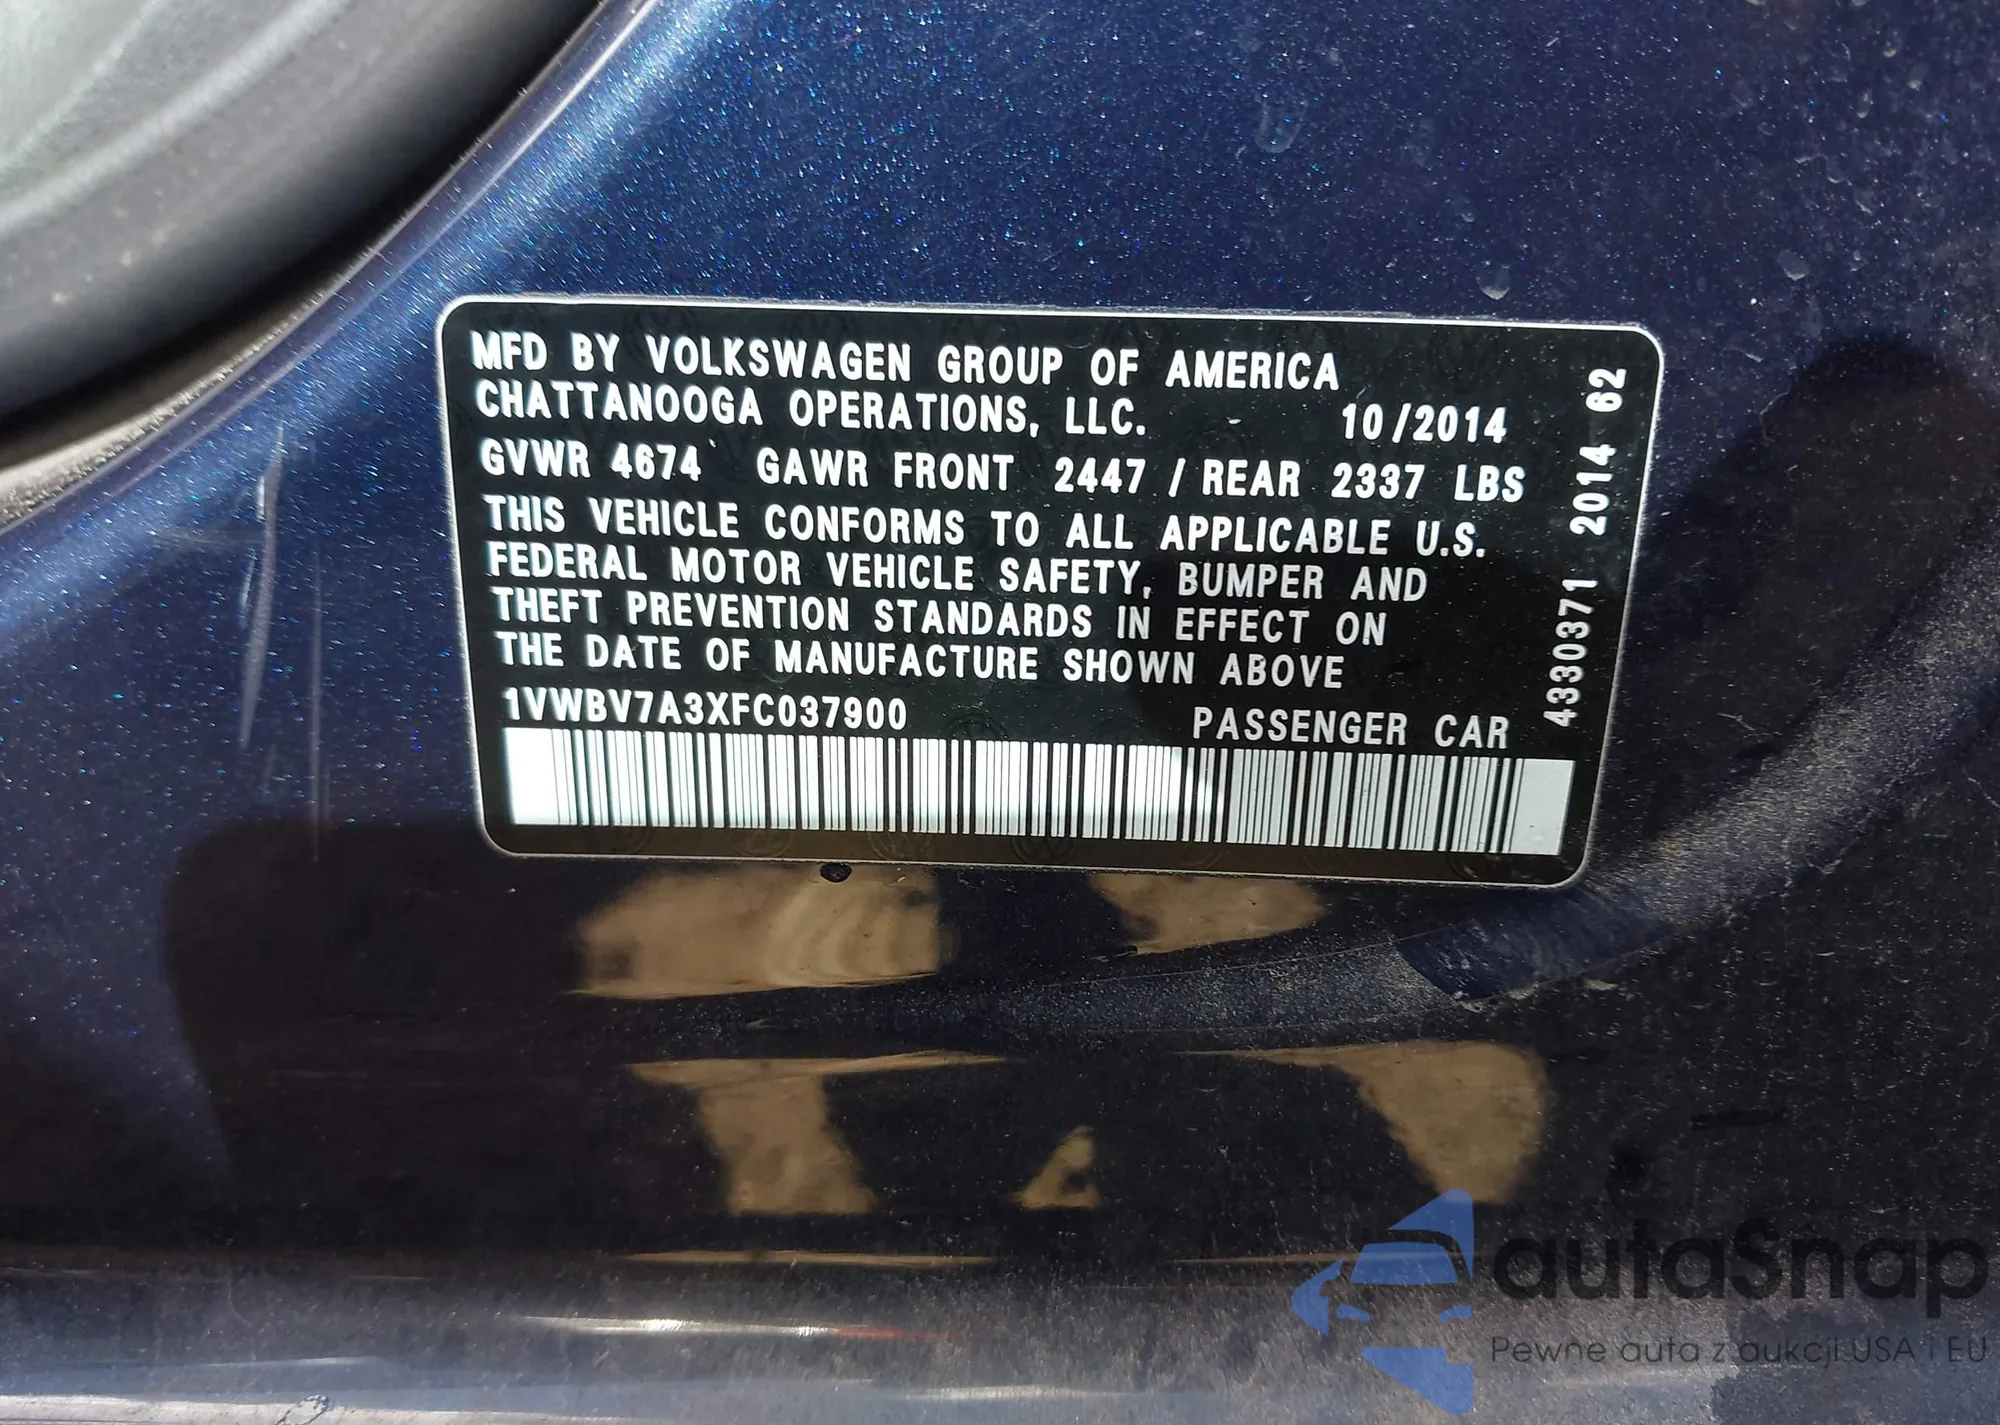 MFD BY VOLKSWAGEN GROUP OF AMERICA
CHATTANOOGA OPERATIONS, LLC. 10/2014
GVWR 4674 GAWR FRONT 2447 / REAR 2337 LBS
THIS VEHICLE CONFORMS TO ALL APPLICABLE U.S.
FEDERAL MOTOR VEHICLE SAFETY, BUMPER AND
THEFT PREVENTION STANDARDS IN EFFECT ON
THE DATE OF MANUFACTURE SHOWN ABOVE
1VWBV7A3XFC037900 PASSENGER CAR
4330371 2014 62
autaSnap
Pewne auta z aukcji USA i EU